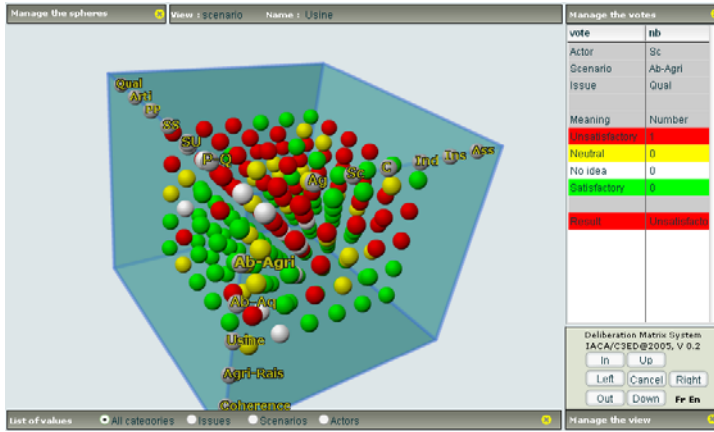 Manage the spheres
View : scenario Name : Usine
Manage the votes
vote nb
Actor Sc
Scenario Ab-Agri
Issue Qual
Meaning Number
Unsatisfactory 1
Neutral 0
No idea 0
Satisfactory 0
Result Unsatisfacto
Qual
Arti
PP
SS
SU
P-Q
Ag
Sc
C
Ind
Ins
Ass
Ab-Agri
Ab-Aq
Usine
Agri-Rais
Coherence
Deliberation Matrix System
IACA/C3ED@2005, V 0.2
In Up
Left Cancel Right
Out Down Fr En
List of values All categories Issues Scenarios Actors
Manage the view